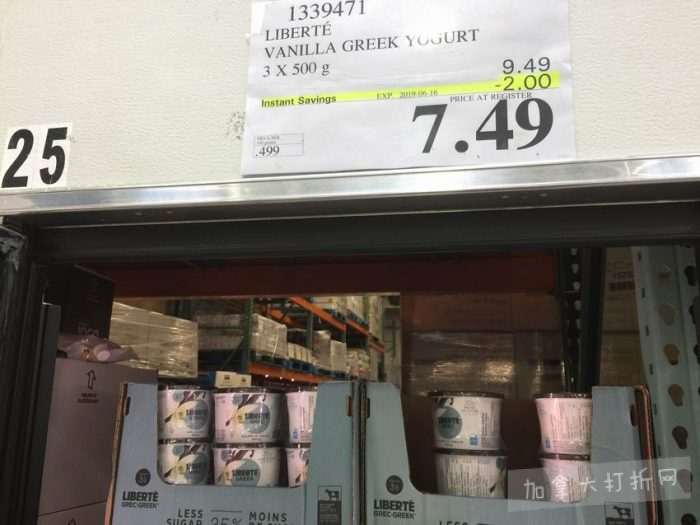 1339471
LIBERTÉ
VANILLA GREEK YOGURT
3 X 500 g
9.49
-2.00
Instant Savings EXP. 2019-06-16 PRICE AT REGISTER
7.49
.499
25
LIBERTÉ
GREC·GREEK
LESS MOINS
SUGAR 25%
LIBERTÉ
GREC·GREEK
加拿大打折网